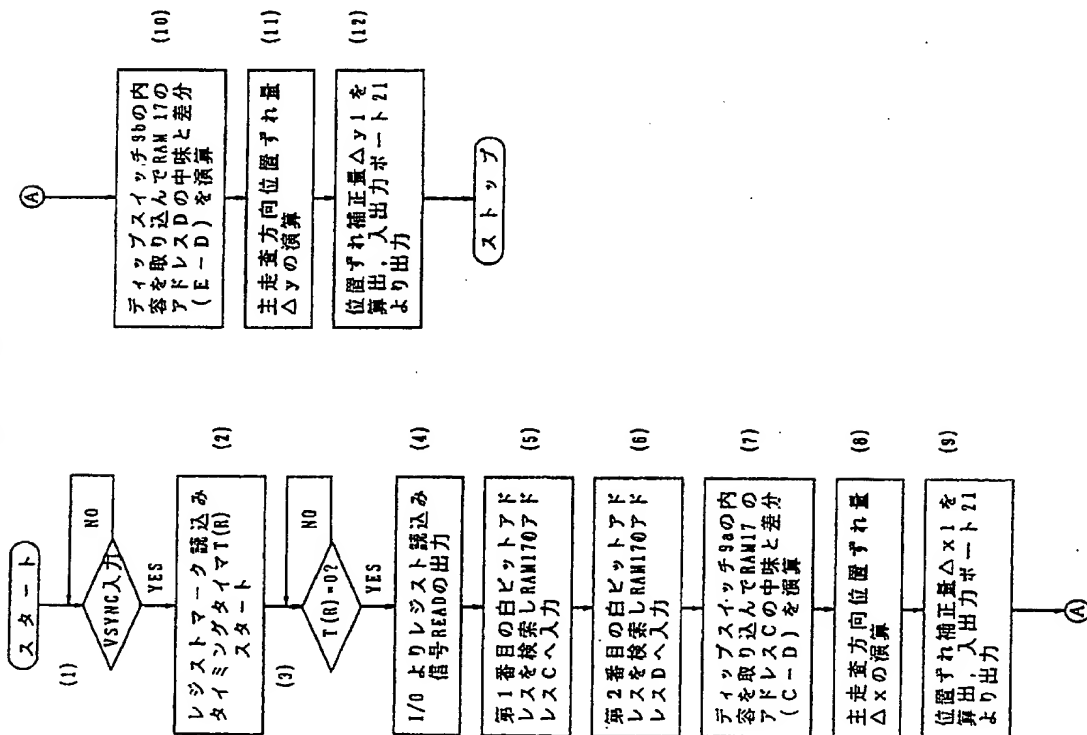 スタート
(1)
VSYNC入力
NO
YES
(2)
レジストマーク読込み
タイミングタイマT(R)
スタート
(3)
T(R)=0?
NO
YES
(4)
I/Oよりレジスト読込み
信号READの出力
(5)
第1番目の白ビットアド
レスを検索しRAM170アド
レスCへ入力
(6)
第2番目の白ビットアド
レスを検索しRAM170アド
レスDへ入力
(7)
ディップスイッチ9aの内
容を取り込んでRAM17の
アドレスCの中味と差分
(C-D)を演算
(8)
主走査方向位置ずれ量
△xの演算
(9)
位置ずれ補正量△x1を
算出,入出力ポート21
より出力
A
A
(10)
ディップスイッチ9bの内
容を取り込んでRAM17の
アドレスDの中味と差分
(E-D)を演算
(11)
主走査方向位置ずれ量
△yの演算
(12)
位置ずれ補正量△y1を
算出,入出力ポート21
より出力
ストップ